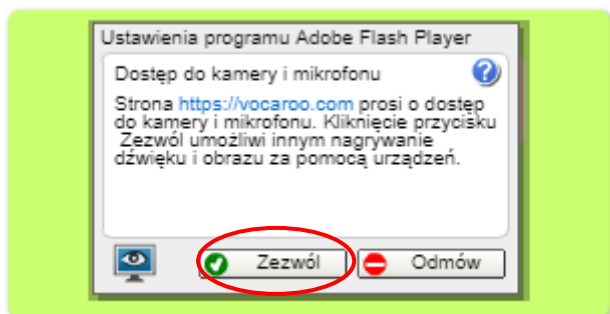 Ustawienia programu Adobe Flash Player
Dostęp do kamery i mikrofonu
Strona https://vocaroo.com prosi o dostęp
do kamery i mikrofonu. Kliknięcie przycisku
Zezwól umożliwi innym nagrywanie
dźwięku i obrazu za pomocą urządzeń.
Zezwól
Odmów